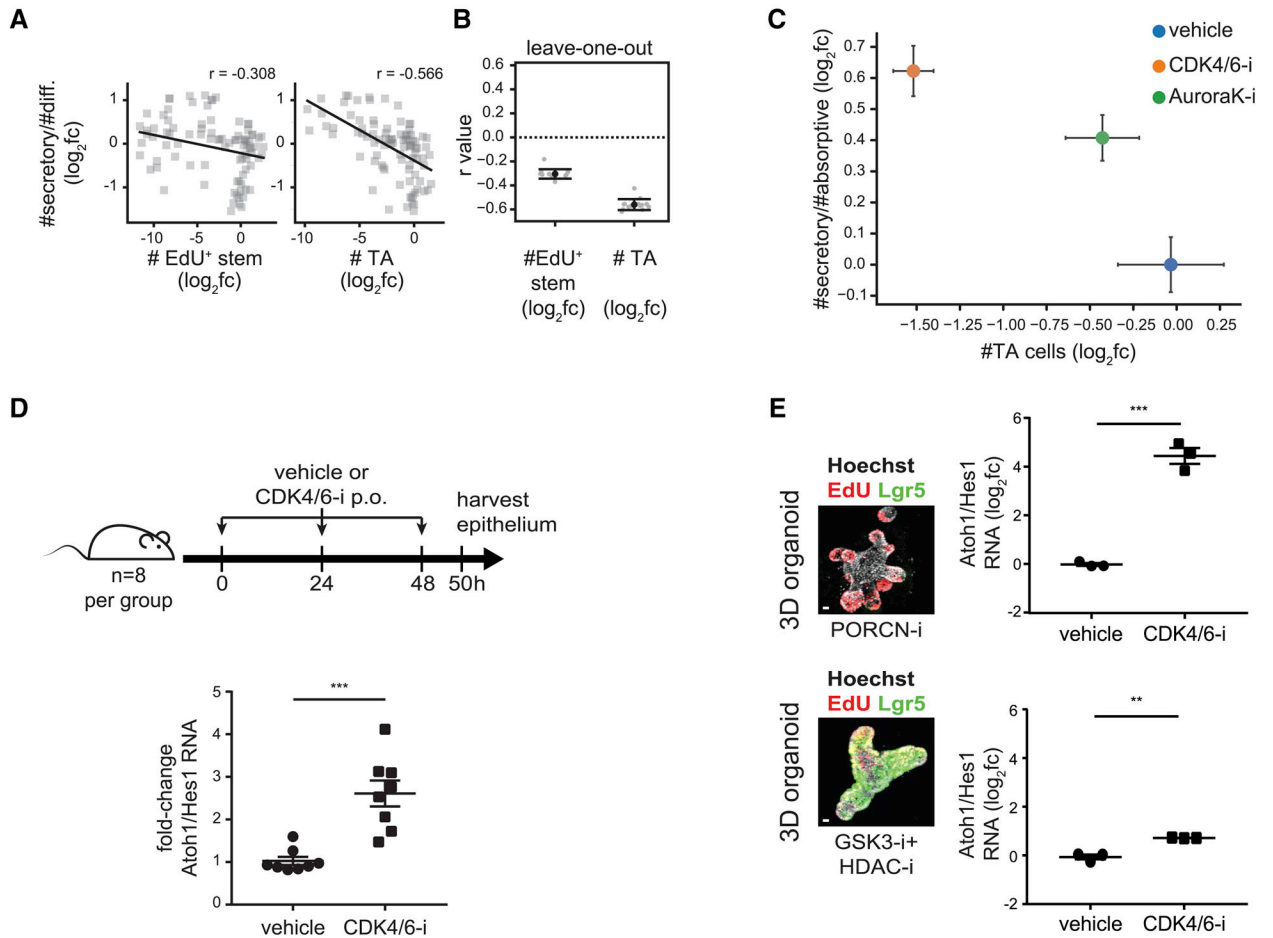 A
r = -0.308
r = -0.566
#secretory/#diff.
(log2fc)
1
0
-1
1
0
-1
-10
-5
0
-10
-5
0
# EdU⁺ stem
(log2fc)
# TA
(log2fc)
B
leave-one-out
r value
0.6
0.4
0.2
0.0
−0.2
−0.4
−0.6
#EdU⁺
stem
(log2fc)
# TA
(log2fc)
C
vehicle
CDK4/6-i
AuroraK-i
#secretory/#absorptive (log2fc)
0.7
0.6
0.5
0.4
0.3
0.2
0.1
0.0
−0.1
−1.50
−1.25
−1.00
−0.75
−0.50
−0.25
0.00
0.25
#TA cells (log2fc)
D
vehicle or
CDK4/6-i p.o.
harvest
epithelium
n=8
per group
0
24
48
50h
fold-change
Atoh1/Hes1 RNA
5
4
3
2
1
0
***
vehicle
CDK4/6-i
E
3D organoid
Hoechst
EdU Lgr5
PORCN-i
Atoh1/Hes1
RNA (log2fc)
6
4
2
0
-2
***
vehicle
CDK4/6-i
3D organoid
Hoechst
EdU Lgr5
GSK3-i+
HDAC-i
Atoh1/Hes1
RNA (log2fc)
6
4
2
0
-2
**
vehicle
CDK4/6-i